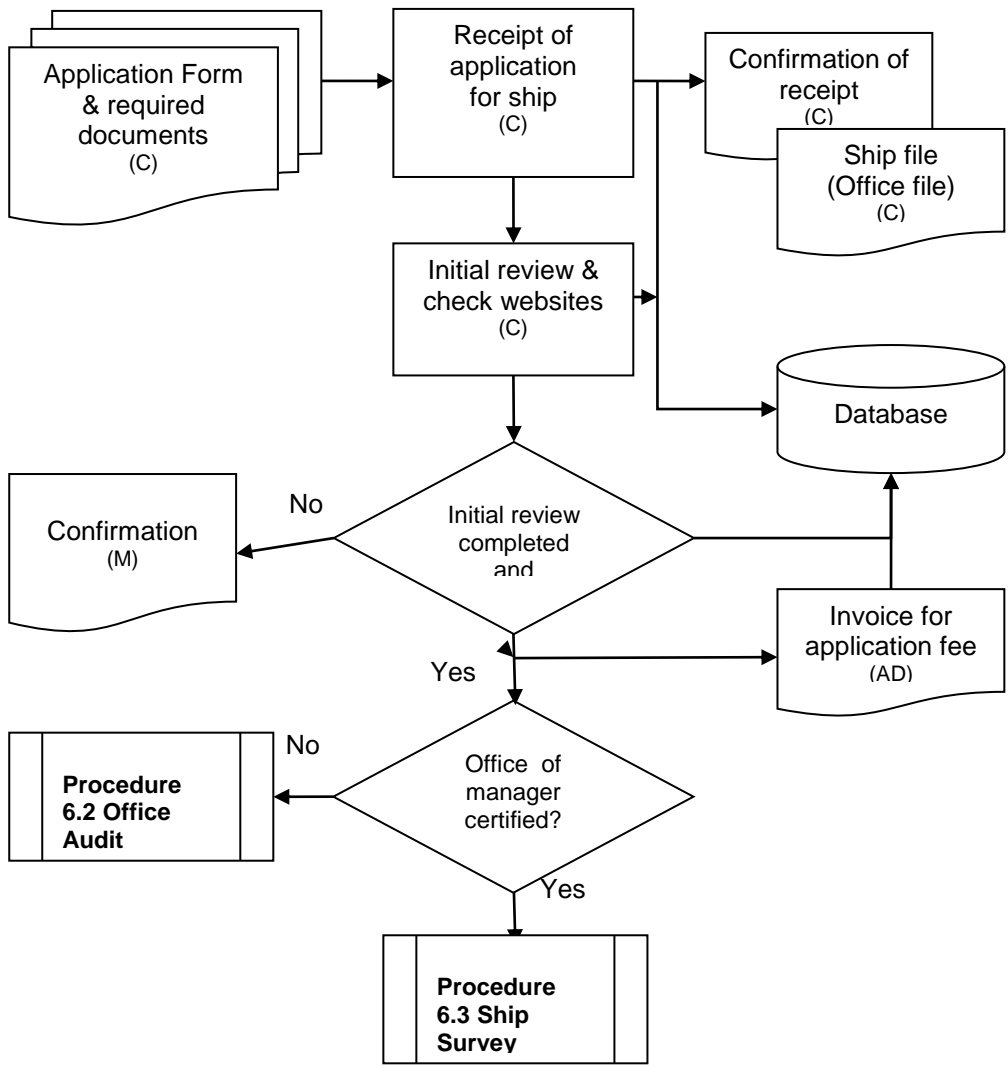 Application Form
& required
documents
(C)
Receipt of
application
for ship
(C)
Confirmation of
receipt
(C)
Ship file
(Office file)
(C)
Initial review &
check websites
(C)
Database
No
Confirmation
(M)
Initial review
completed
and
Invoice for
application fee
(AD)
Yes
No
Procedure
6.2 Office
Audit
Office of
manager
certified?
Yes
Procedure
6.3 Ship
Survey